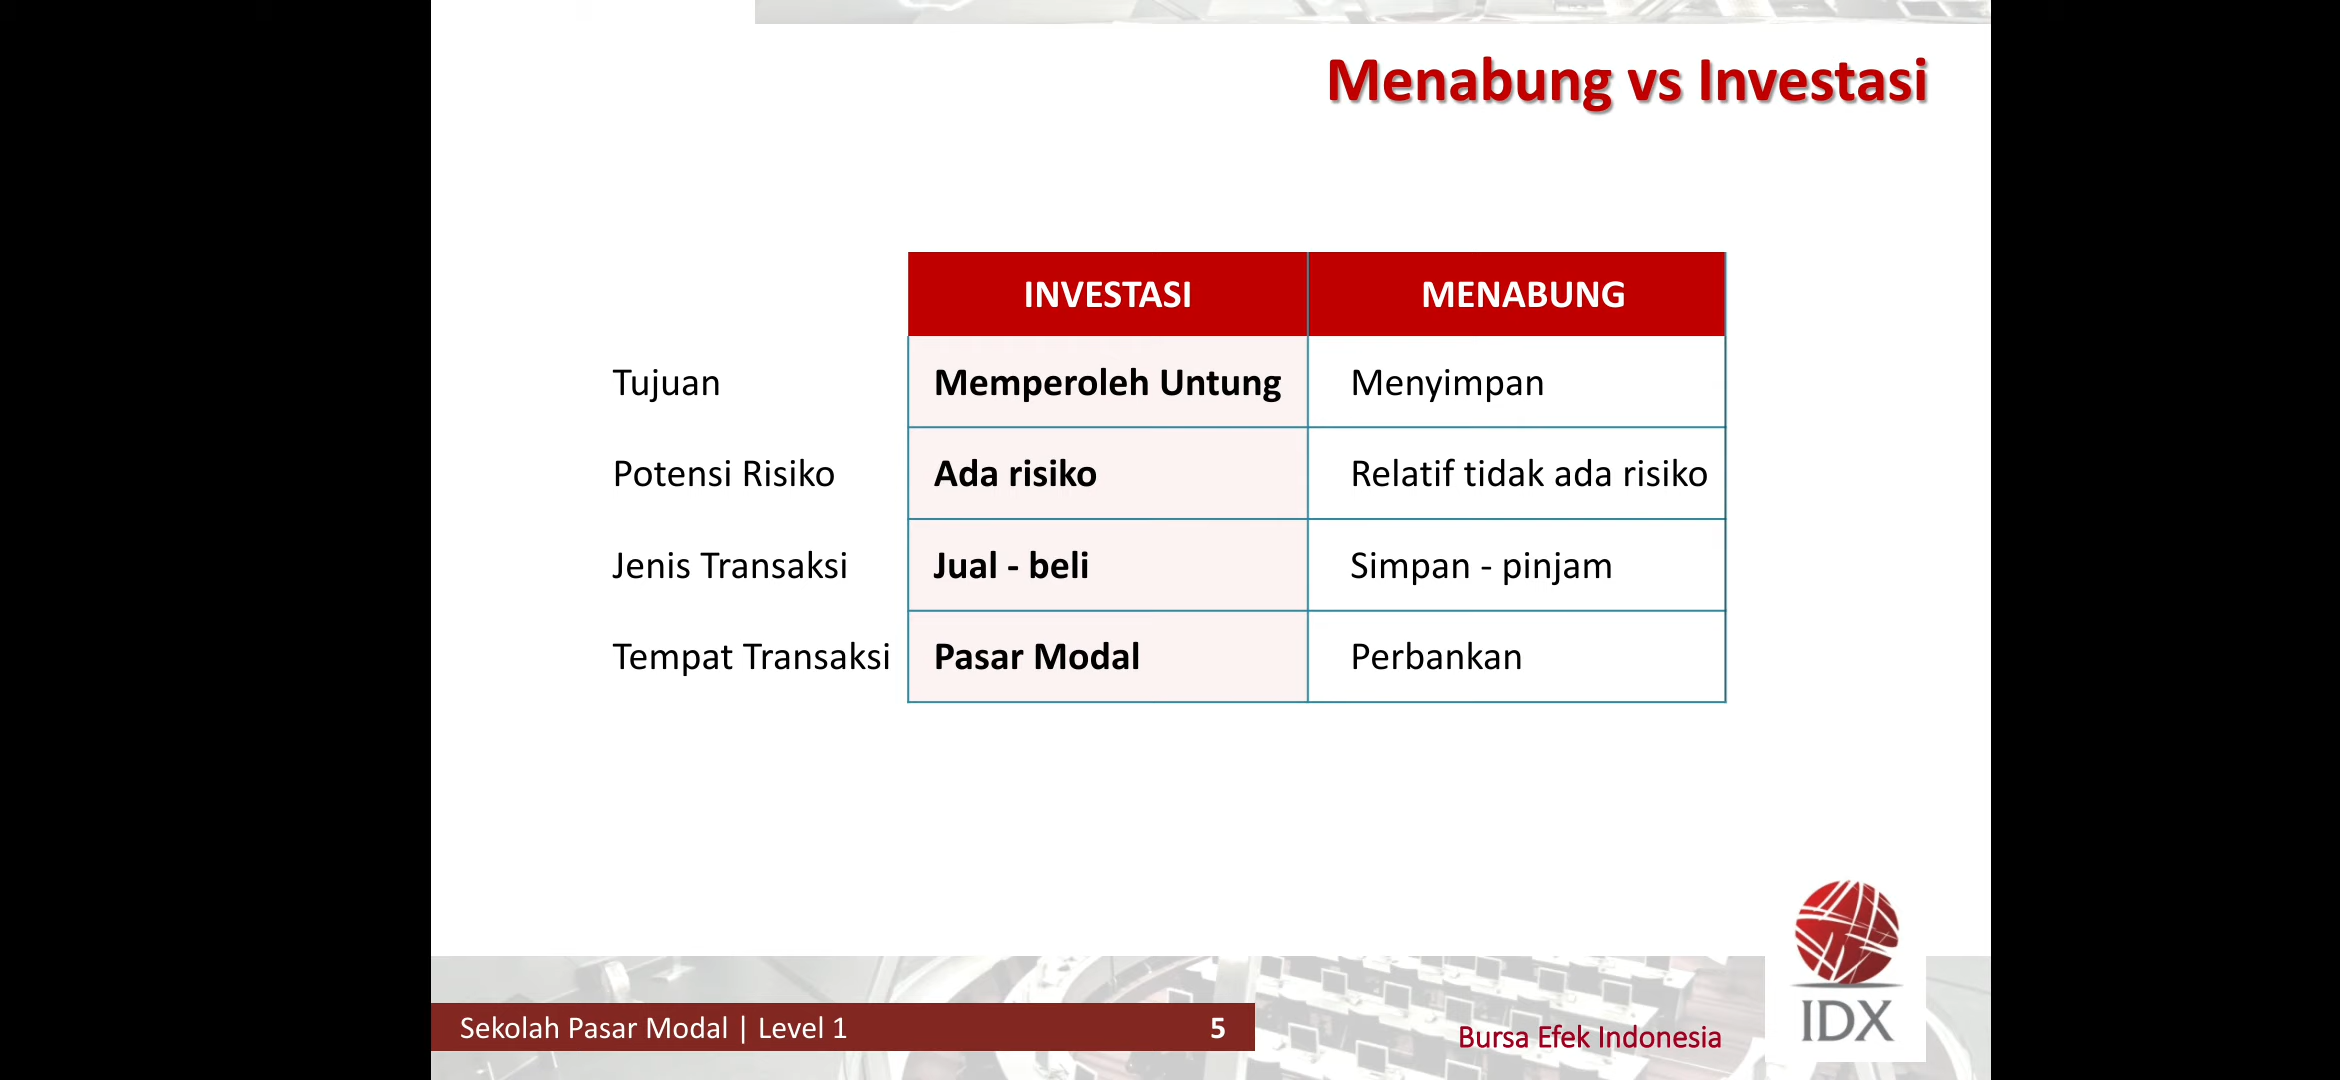 Menabung vs Investasi
INVESTASI MENABUNG
Tujuan Memperoleh Untung Menyimpan
Potensi Risiko Ada risiko Relatif tidak ada risiko
Jenis Transaksi Jual - beli Simpan - pinjam
Tempat Transaksi Pasar Modal Perbankan
Sekolah Pasar Modal | Level 1 5
Bursa Efek Indonesia
IDX